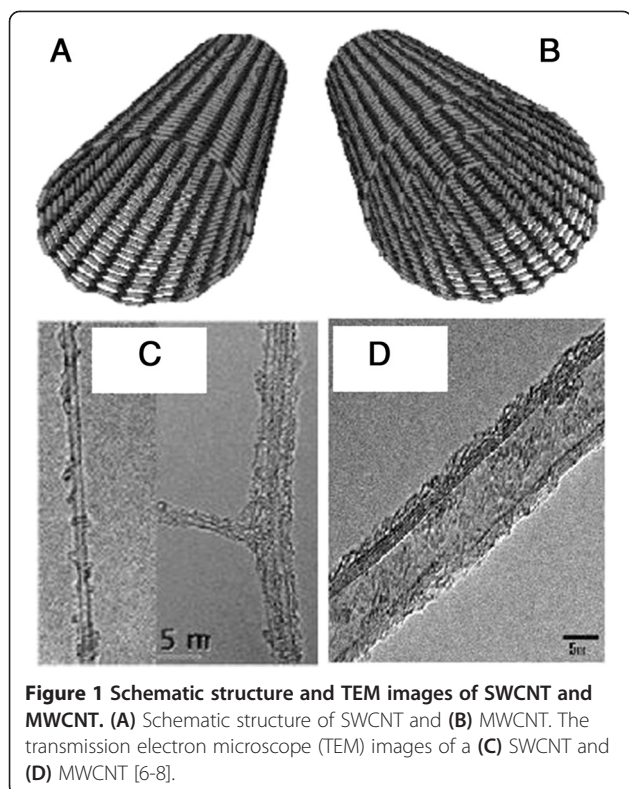 A
B
C
D
5 m
5m
Figure 1 Schematic structure and TEM images of SWCNT and
MWCNT. (A) Schematic structure of SWCNT and (B) MWCNT. The
transmission electron microscope (TEM) images of a (C) SWCNT and
(D) MWCNT [6-8].